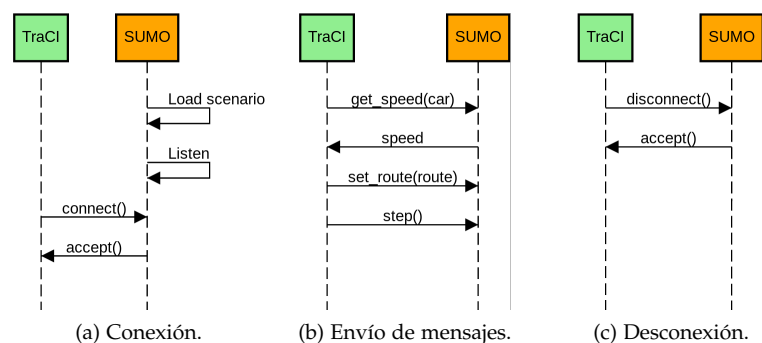 TraCI
SUMO
Load scenario
Listen
connect()
accept()
(a) Conexión.
TraCI
SUMO
get_speed(car)
speed
set_route(route)
step()
(b) Envío de mensajes.
TraCI
SUMO
disconnect()
accept()
(c) Desconexión.